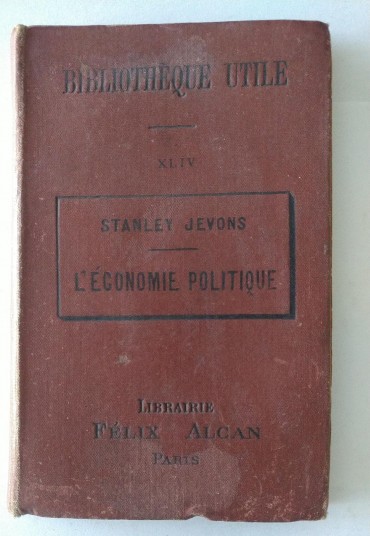 BIBLIOTHÈQUE UTILE
XLIV
STANLEY JEVONS
L'ÉCONOMIE POLITIQUE
LIBRAIRIE
FÉLIX ALCAN
PARIS